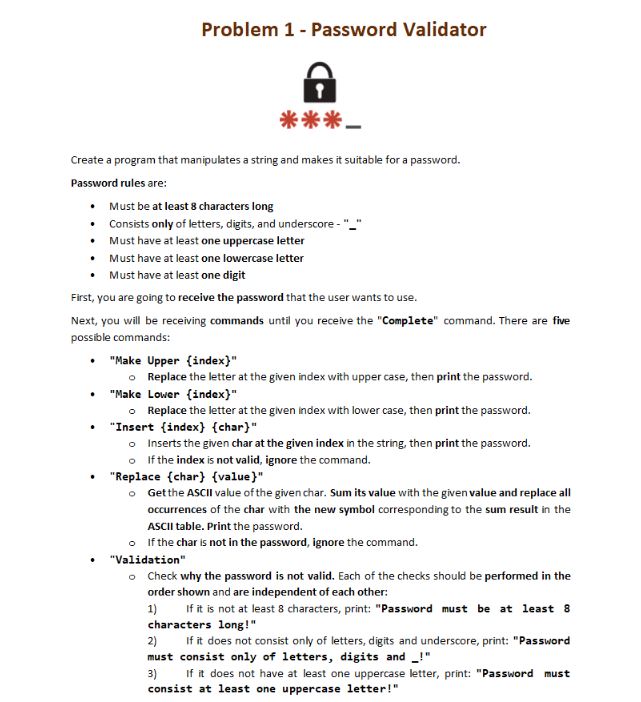 Problem 1 - Password Validator
***_
Create a program that manipulates a string and makes it suitable for a password.
Password rules are:
• Must be at least 8 characters long
• Consists only of letters, digits, and underscore - "_"
• Must have at least one uppercase letter
• Must have at least one lowercase letter
• Must have at least one digit
First, you are going to receive the password that the user wants to use.
Next, you will be receiving commands until you receive the "Complete" command. There are five
possible commands:
• "Make Upper {index}"
o Replace the letter at the given index with upper case, then print the password.
• "Make Lower {index}"
o Replace the letter at the given index with lower case, then print the password.
• "Insert {index} {char}"
o Inserts the given char at the given index in the string, then print the password.
o If the index is not valid, ignore the command.
• "Replace {char} {value}"
o Get the ASCII value of the given char. Sum its value with the given value and replace all
occurrences of the char with the new symbol corresponding to the sum result in the
ASCII table. Print the password.
o If the char is not in the password, ignore the command.
• "Validation"
o Check why the password is not valid. Each of the checks should be performed in the
order shown and are independent of each other:
1) If it is not at least 8 characters, print: "Password must be at least 8
characters long!"
2) If it does not consist only of letters, digits and underscore, print: "Password
must consist only of letters, digits and _!"
3) If it does not have at least one uppercase letter, print: "Password must
consist at least one uppercase letter!"